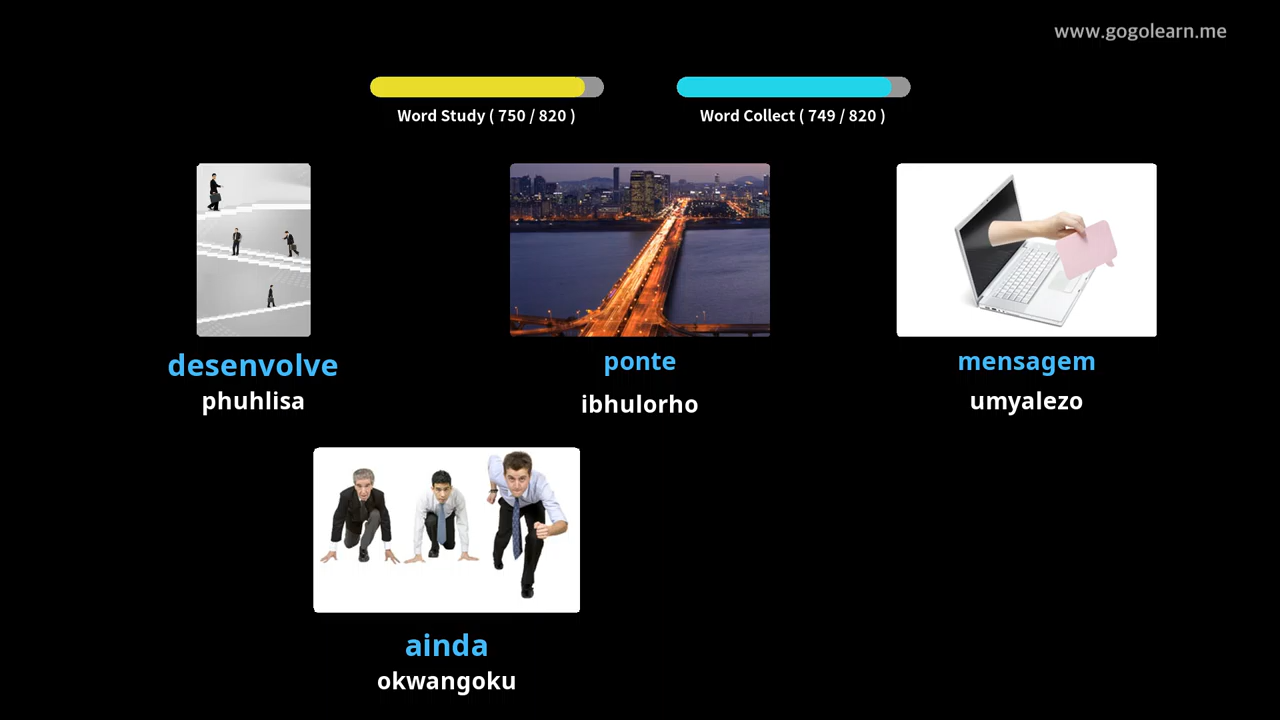 www.gogolearn.me
Word Study ( 750 / 820 )
Word Collect ( 749 / 820 )
desenvolve
phuhlisa
ponte
ibhulorho
mensagem
umyalezo
ainda
okwangoku